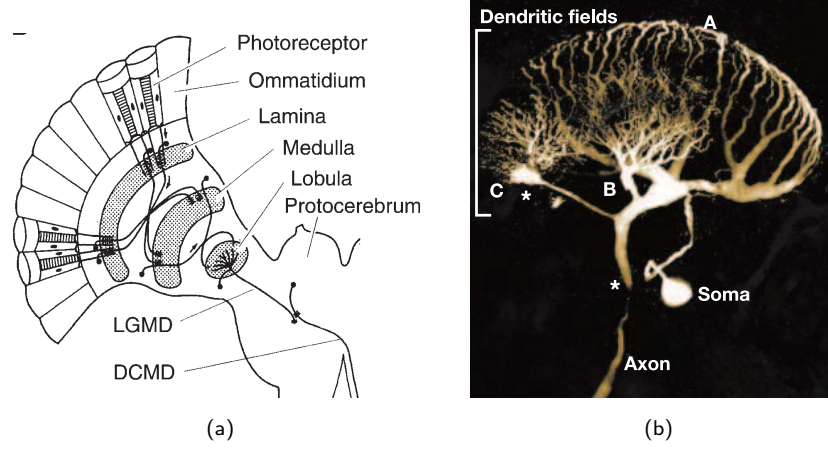 Photoreceptor
Ommatidium
Lamina
Medulla
Lobula
Protocerebrum
LGMD
DCMD
(a)
Dendritic fields
A
B
C
*
*
Soma
Axon
(b)